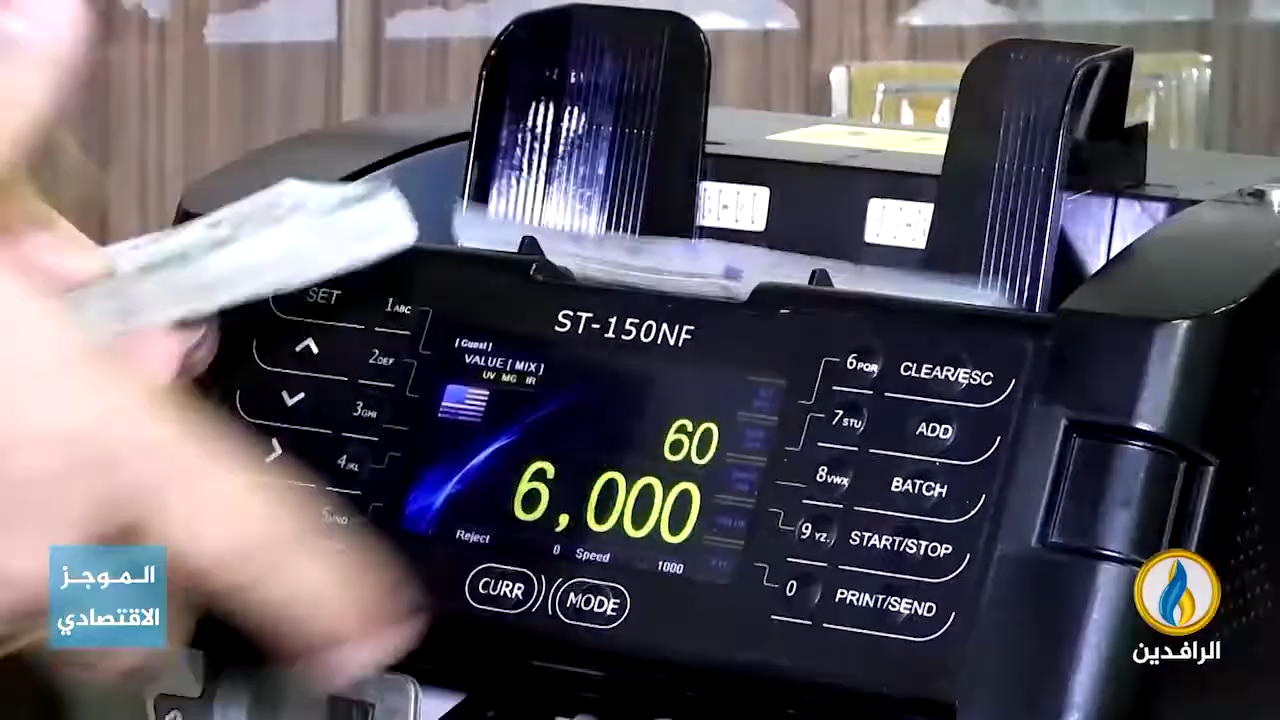 ST-150NF
SET
1ABC
2DEF
3GHI
4JKL
[ Guest ]
VALUE [ MIX ]
UV MG IR
60
6,000
Reject 0 Speed 1000
CURR
MODE
6PQR CLEAR/ESC
7STU ADD
8VWX BATCH
9YZ. START/STOP
0 PRINT/SEND
الموجز
الاقتصادي
الرافدين